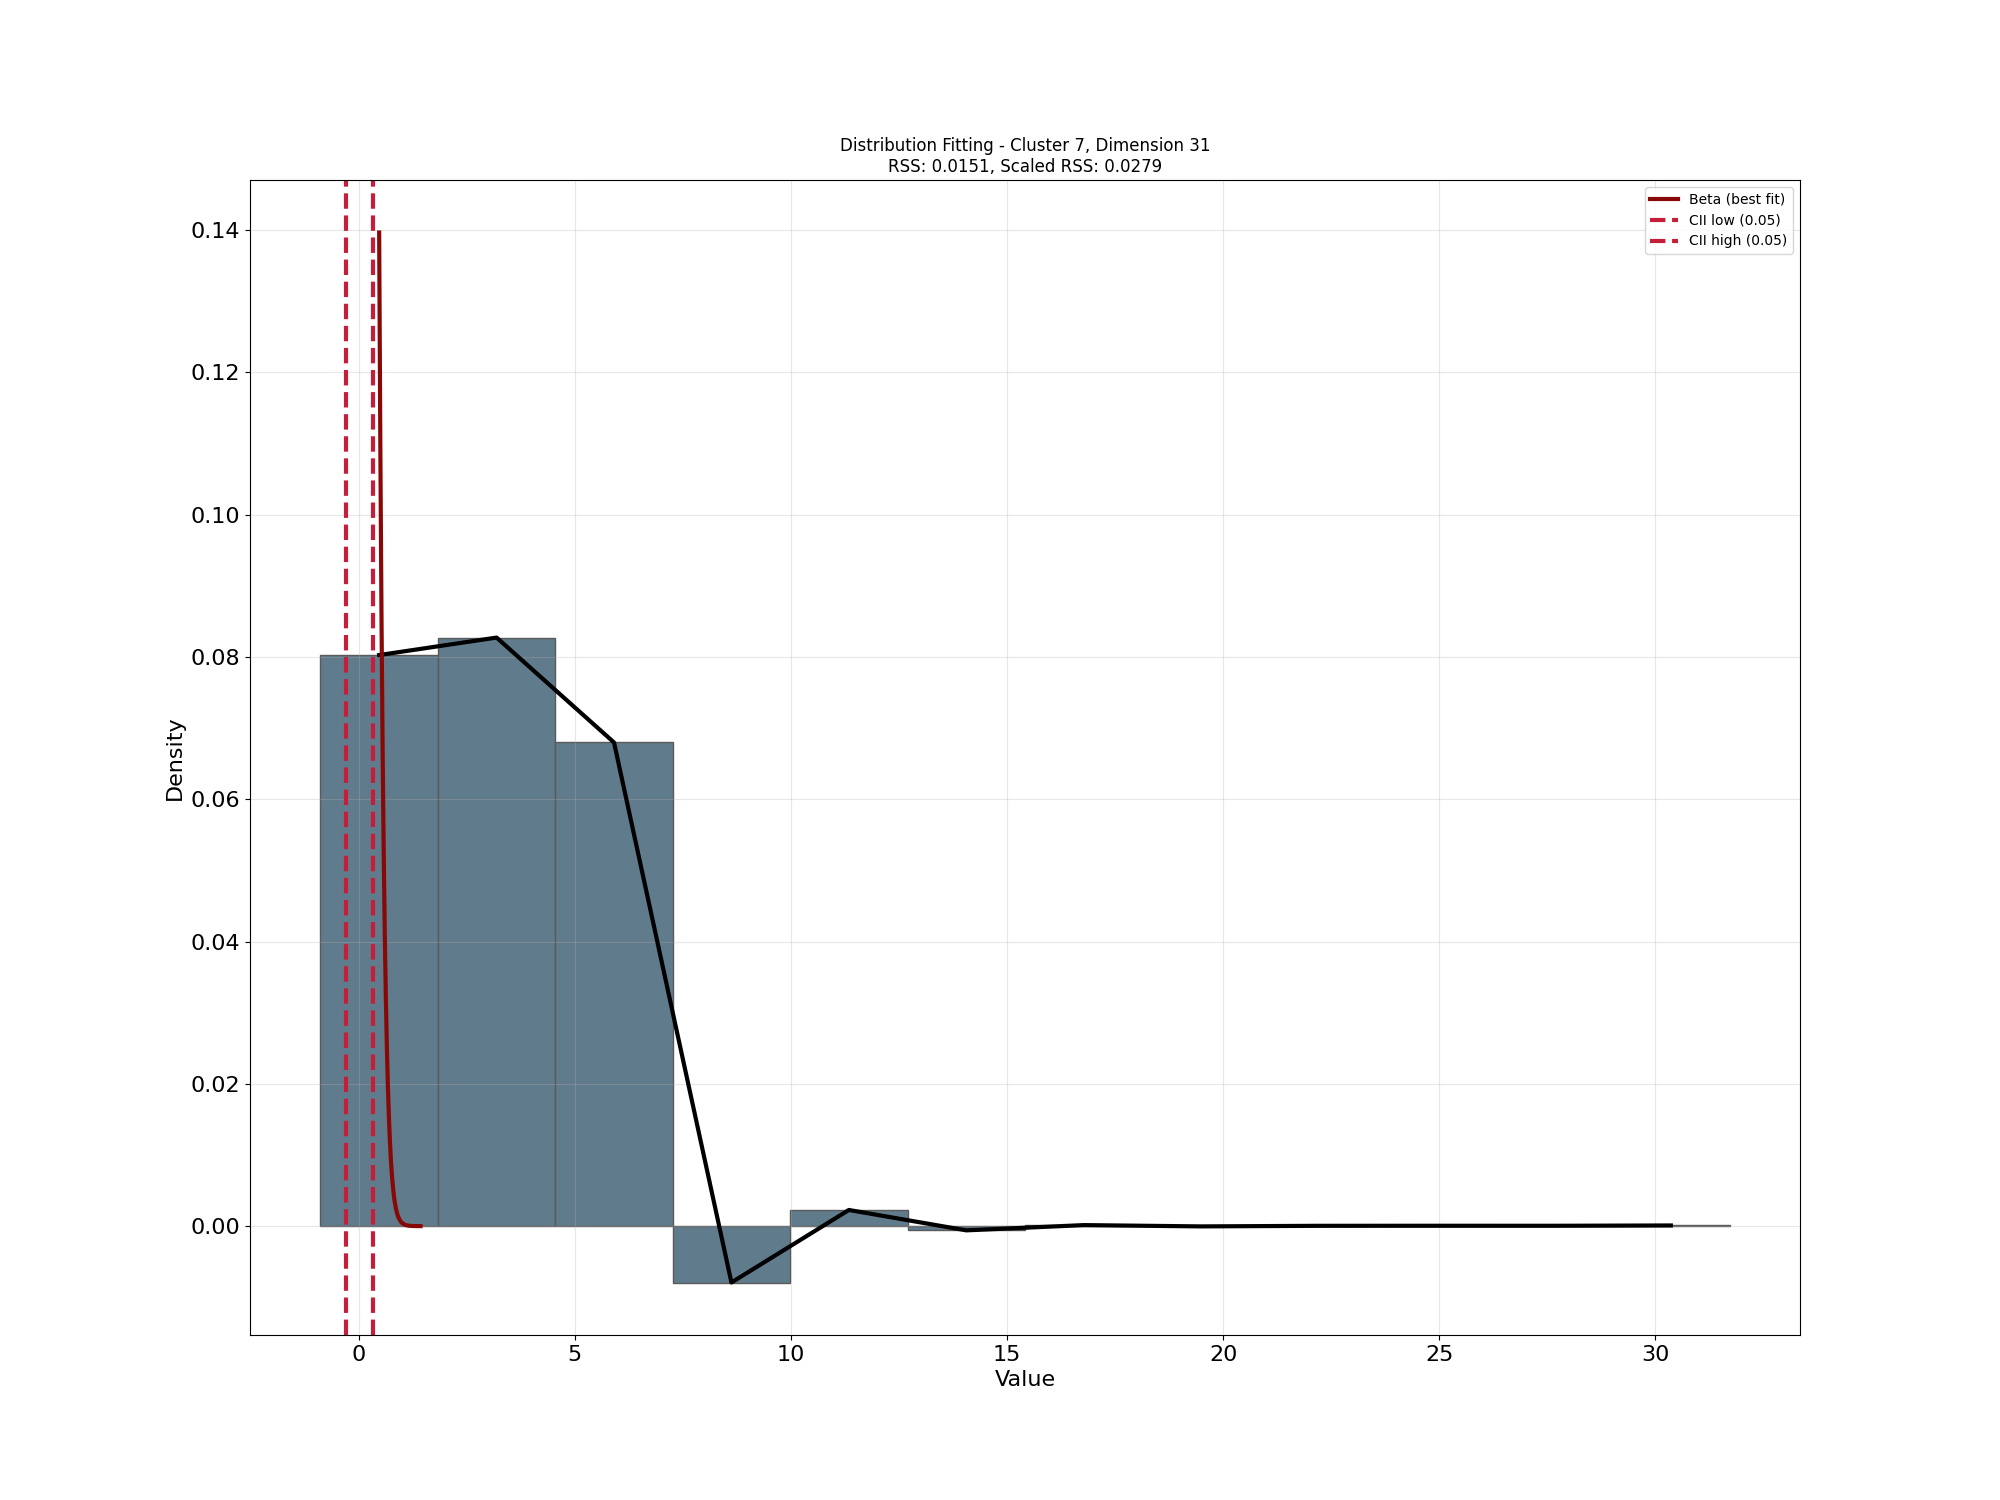 Distribution Fitting - Cluster 7, Dimension 31
RSS: 0.0151, Scaled RSS: 0.0279
Beta (best fit)
CII low (0.05)
CII high (0.05)
0.14
0.12
0.10
0.08
0.06
0.04
0.02
0.00
Density
0 5 10 15 20 25 30
Value